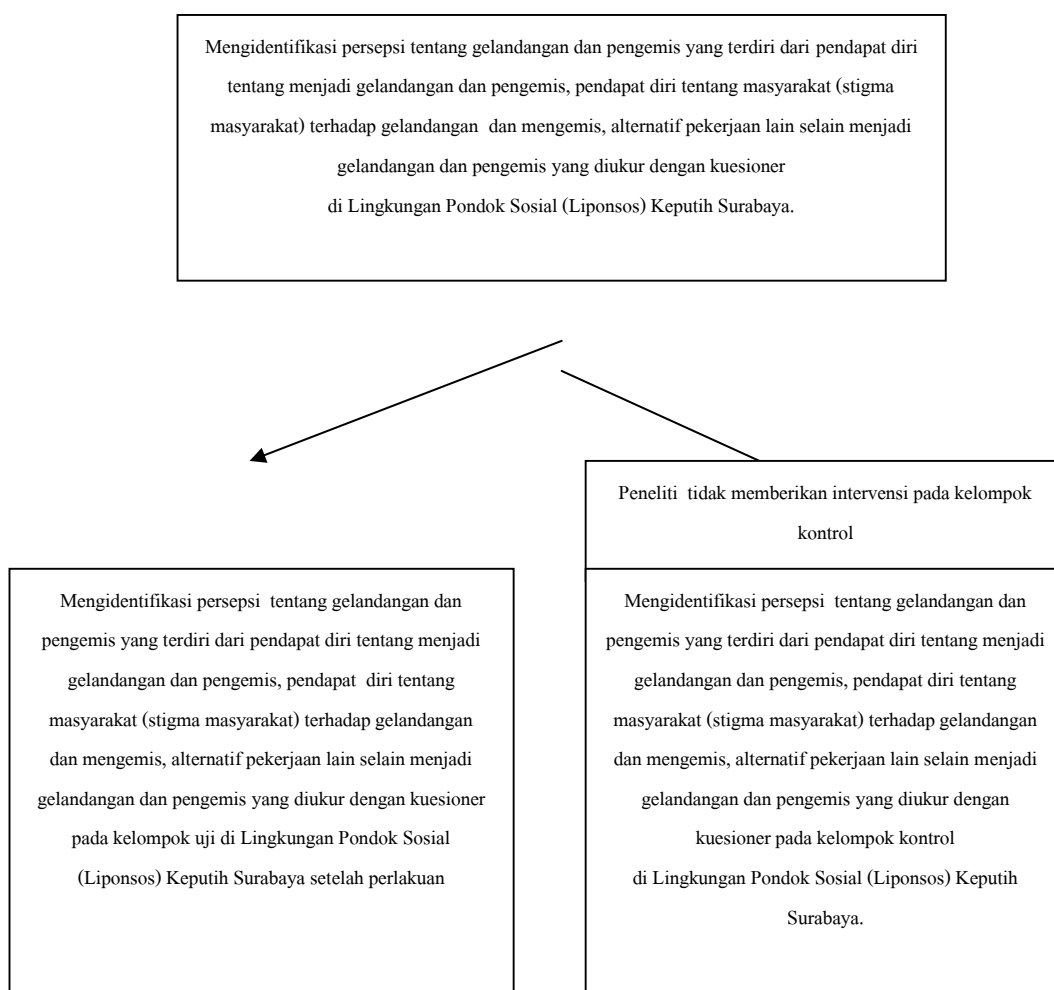 Mengidentifikasi persepsi tentang gelandangan dan pengemis yang terdiri dari pendapat diri
tentang menjadi gelandangan dan pengemis, pendapat diri tentang masyarakat (stigma
masyarakat) terhadap gelandangan dan mengemis, alternatif pekerjaan lain selain menjadi
gelandangan dan pengemis yang diukur dengan kuesioner
di Lingkungan Pondok Sosial (Liponsos) Keputih Surabaya.
Peneliti tidak memberikan intervensi pada kelompok
kontrol
Mengidentifikasi persepsi tentang gelandangan dan
pengemis yang terdiri dari pendapat diri tentang menjadi
gelandangan dan pengemis, pendapat diri tentang
masyarakat (stigma masyarakat) terhadap gelandangan
dan mengemis, alternatif pekerjaan lain selain menjadi
gelandangan dan pengemis yang diukur dengan kuesioner
pada kelompok uji di Lingkungan Pondok Sosial
(Liponsos) Keputih Surabaya setelah perlakuan
Mengidentifikasi persepsi tentang gelandangan dan
pengemis yang terdiri dari pendapat diri tentang menjadi
gelandangan dan pengemis, pendapat diri tentang
masyarakat (stigma masyarakat) terhadap gelandangan
dan mengemis, alternatif pekerjaan lain selain menjadi
gelandangan dan pengemis yang diukur dengan
kuesioner pada kelompok kontrol
di Lingkungan Pondok Sosial (Liponsos) Keputih
Surabaya.